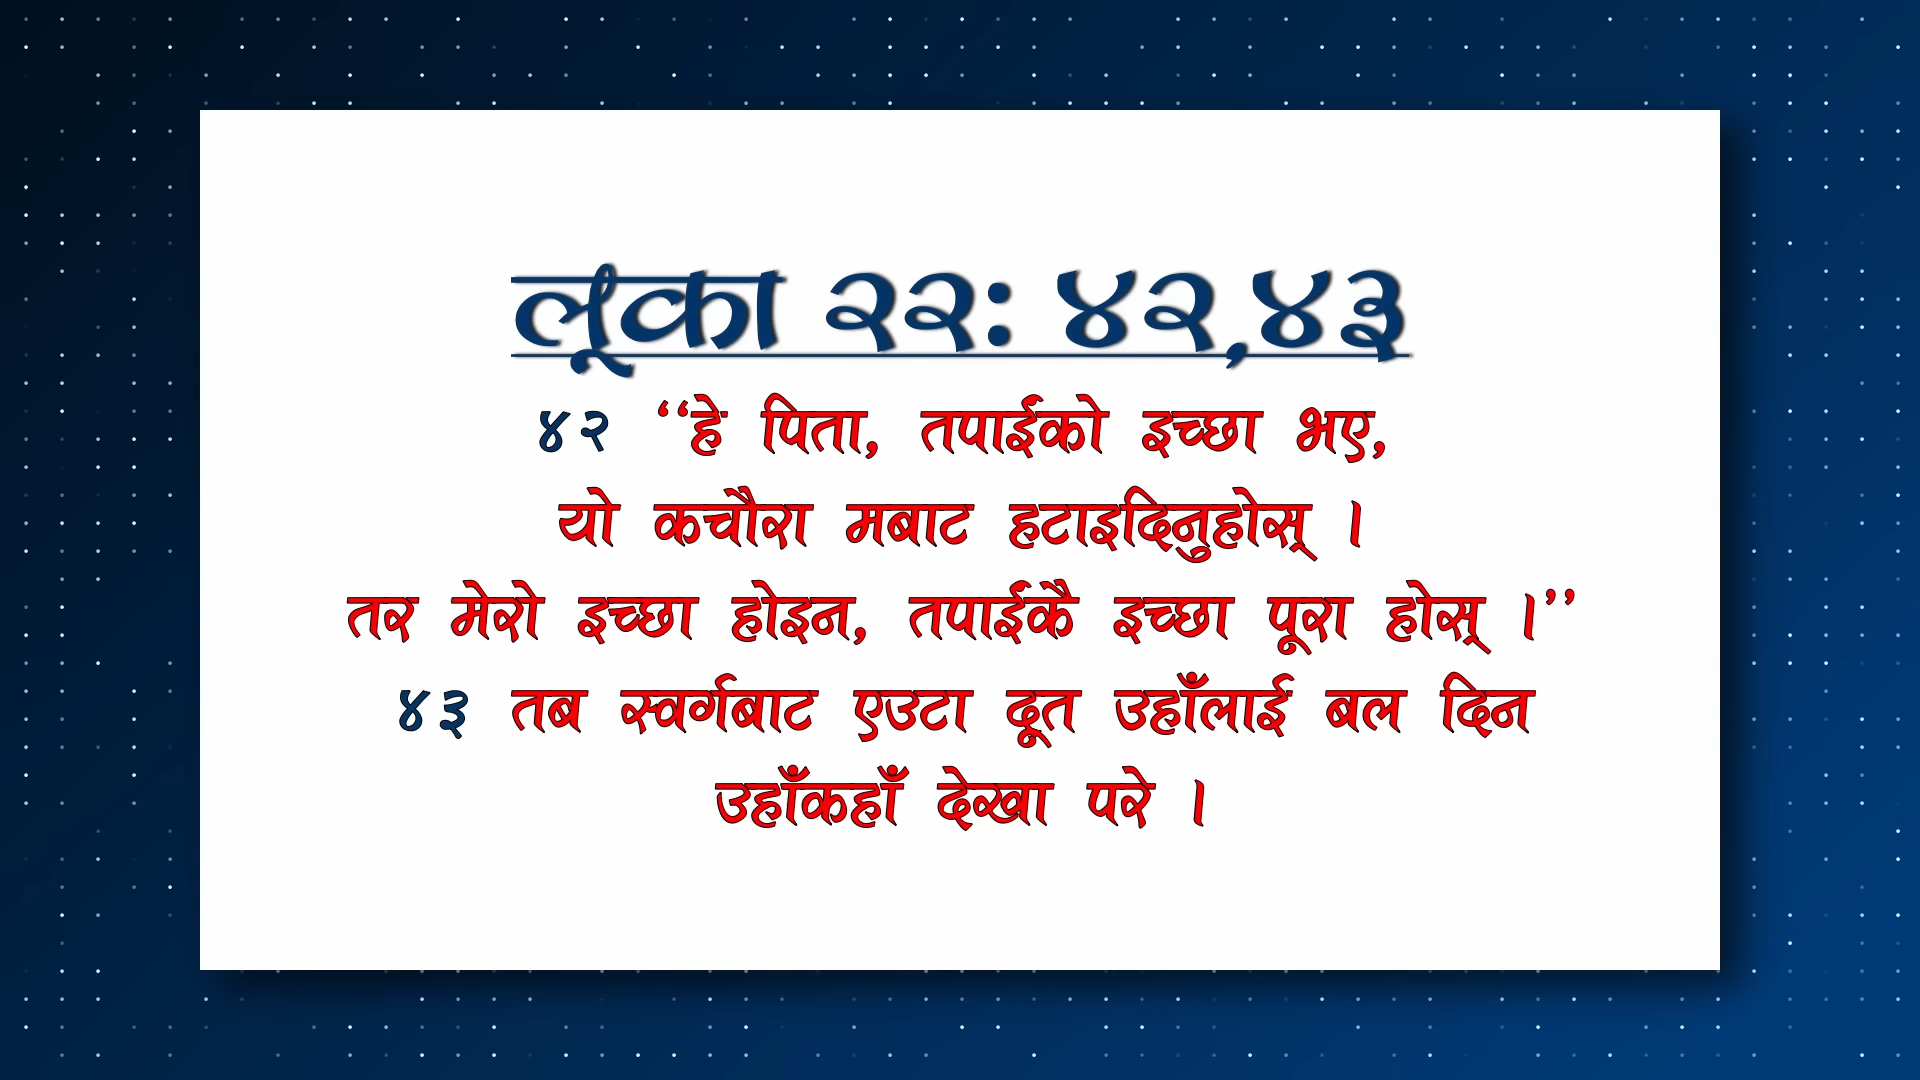 लूका २२: ४२,४३
४२ “हे पिता, तपाईंको इच्छा भए,
यो कचौरा मबाट हटाइदिनुहोस् ।
तर मेरो इच्छा होइन, तपाईंकै इच्छा पूरा होस् ।”
४३ तब स्वर्गबाट एउटा दूत उहाँलाई बल दिन
उहाँकहाँ देखा परे ।